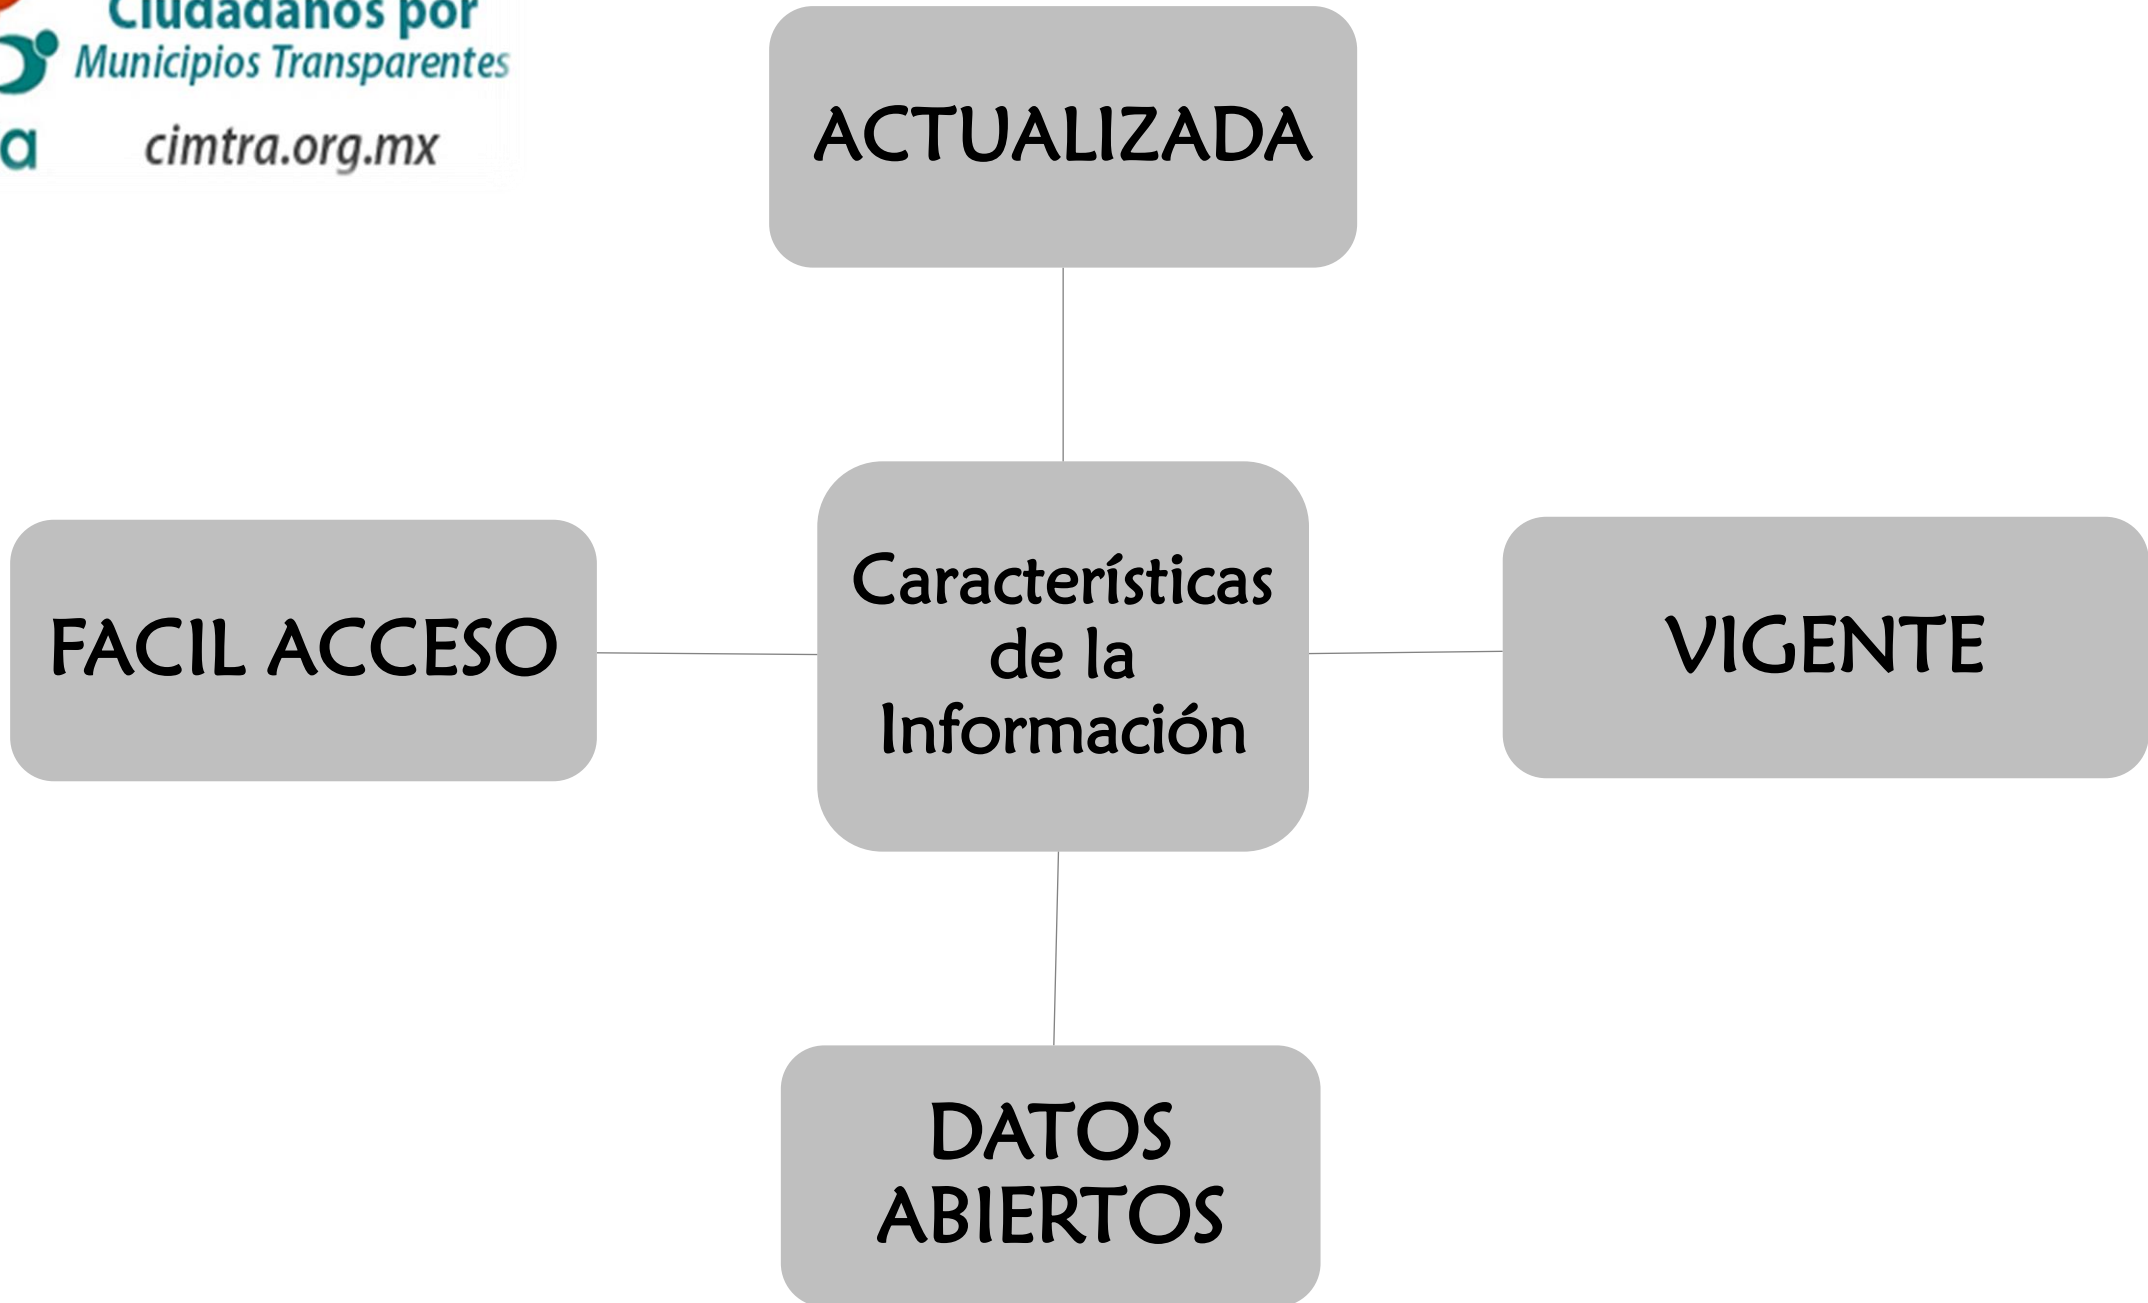 Ciudadanos por
Municipios Transparentes
a
cimtra.org.mx
ACTUALIZADA
FACIL ACCESO
Características
de la
Información
VIGENTE
DATOS
ABIERTOS